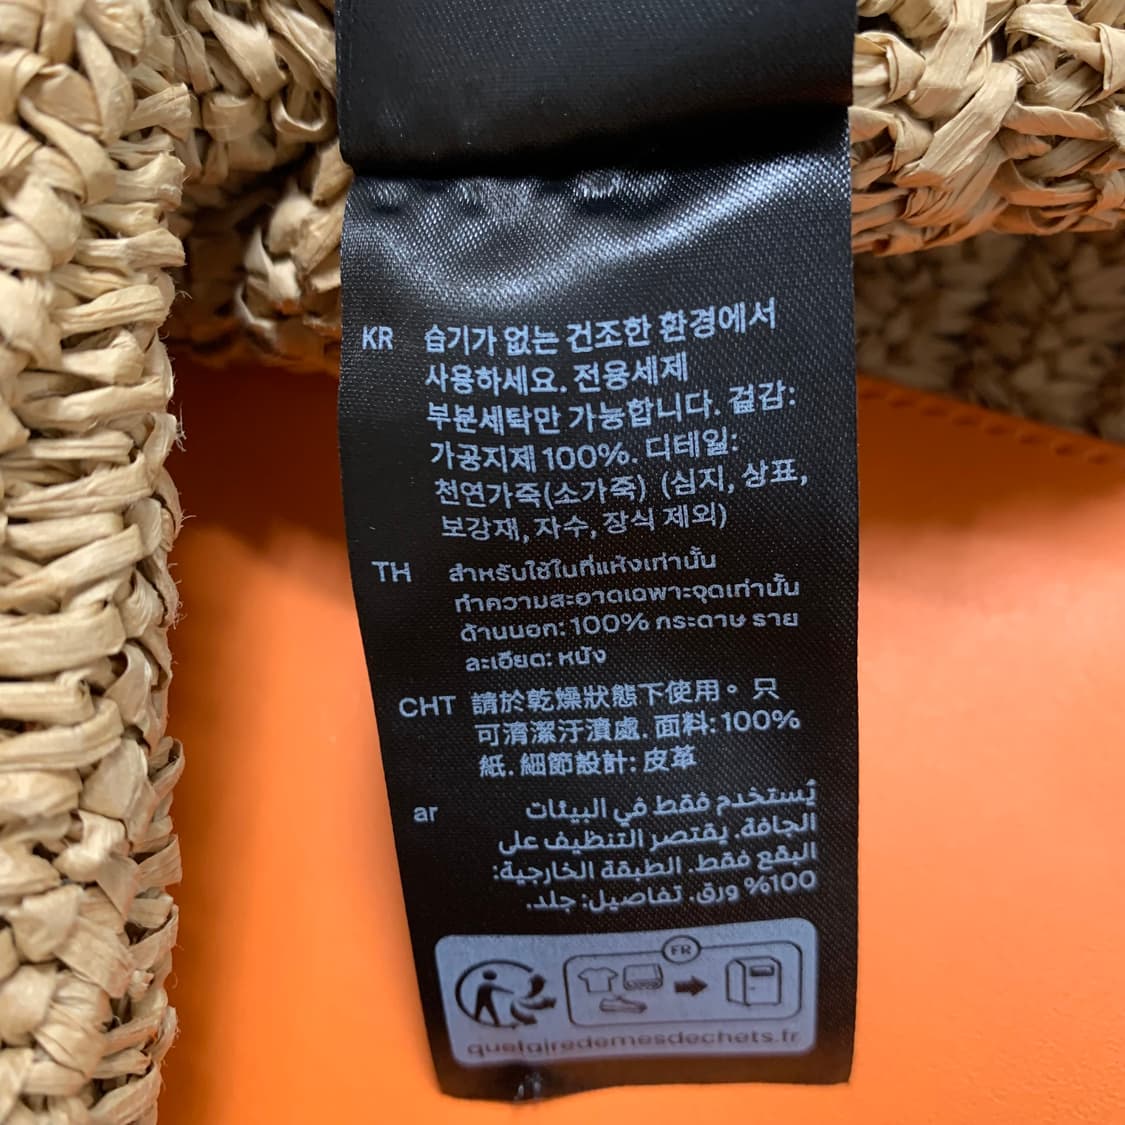 KR 습기가 없는 건조한 환경에서
사용하세요. 전용세제
부분세탁만 가능합니다. 겉감:
가공지제 100%. 디테일:
천연가죽(소가죽) (심지, 상표,
보강재, 자수, 장식 제외)
TH สำหรับใช้ในที่แห้งเท่านั้น
ทำความสะอาดเฉพาะจุดเท่านั้น
ด้านนอก: 100% กระดาษ ราย
ละเอียด: หนัง
CHT 請於乾燥狀態下使用。只
可清潔汙漬處. 面料: 100%
紙. 細節設計: 皮革
ar يُستخدم فقط في البيئات
الجافة. يقتصر التنظيف على
البقع فقط. الطبقة الخارجية:
100% ورق. تفاصيل: جلد.
FR
quefairedemesdechets.fr